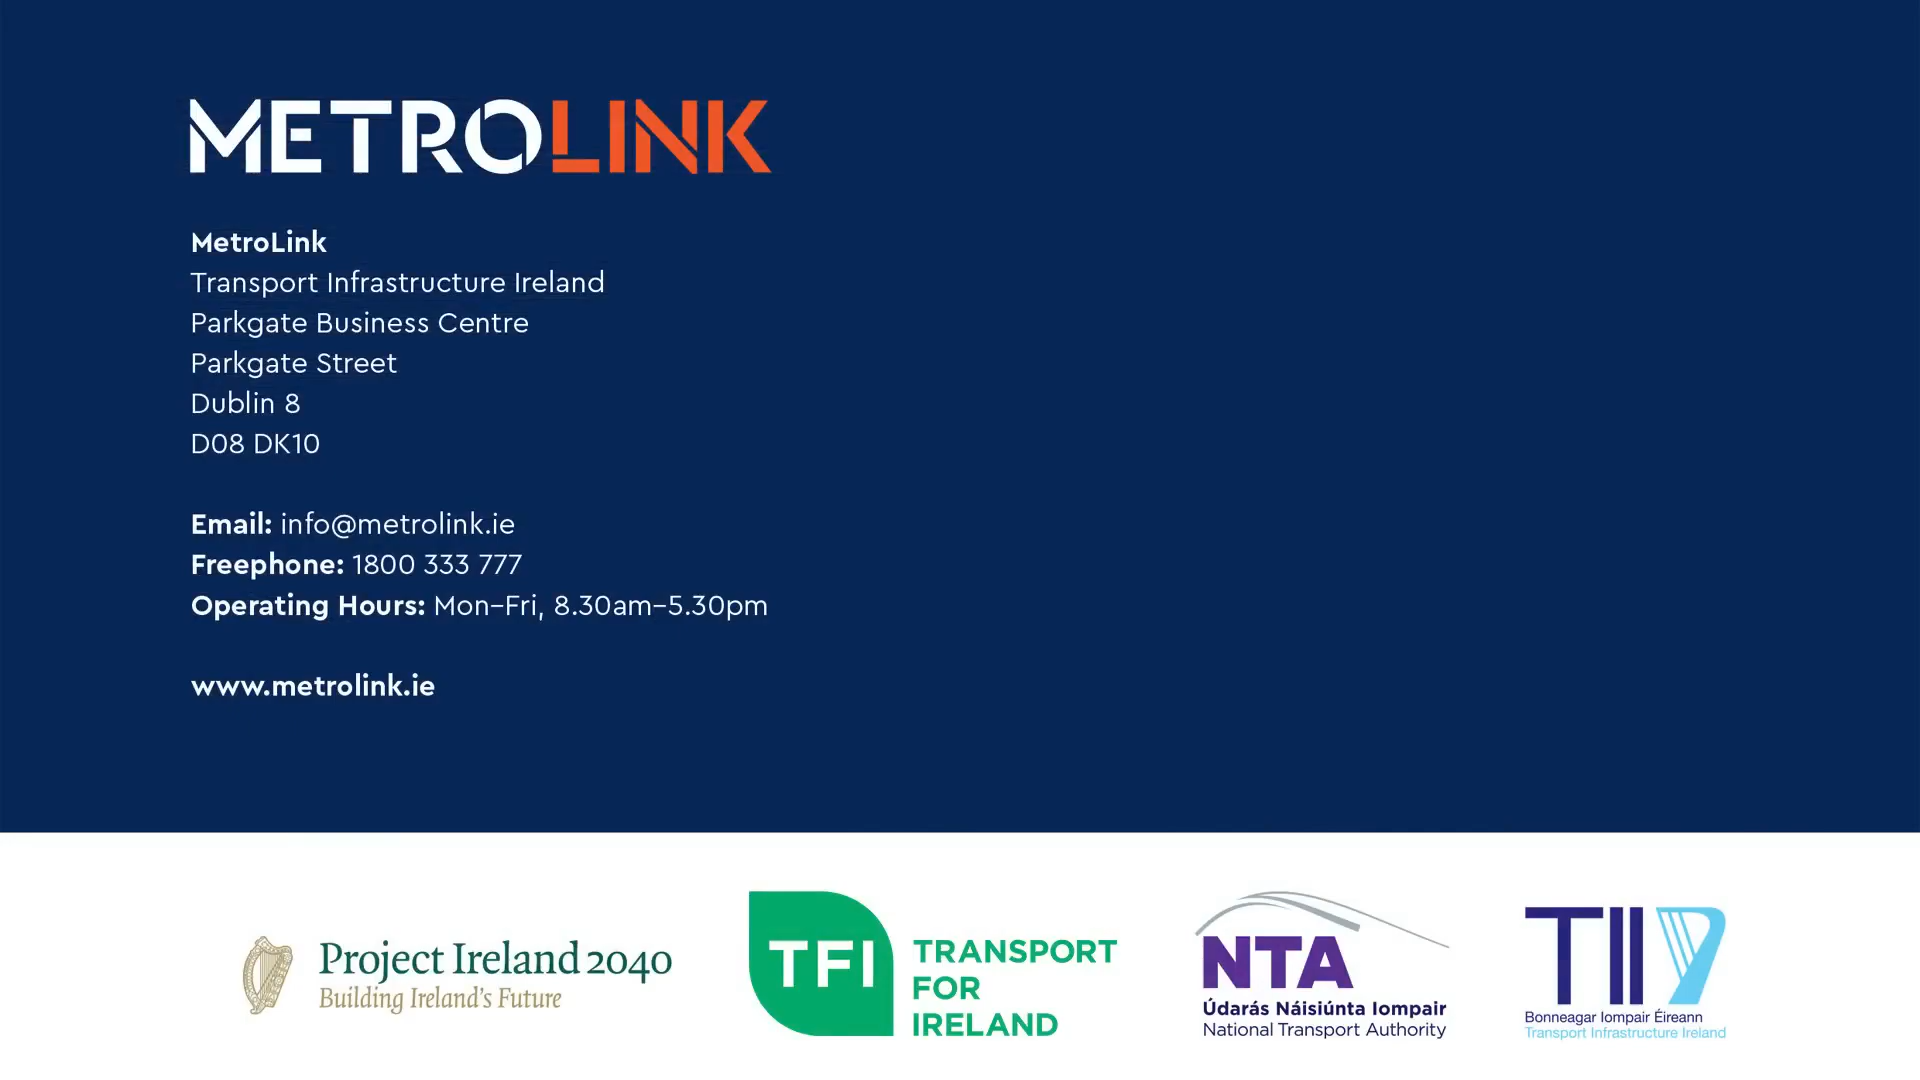 METROLINK
MetroLink
Transport Infrastructure Ireland
Parkgate Business Centre
Parkgate Street
Dublin 8
D08 DK10
Email: info@metrolink.ie
Freephone: 1800 333 777
Operating Hours: Mon–Fri, 8.30am–5.30pm
www.metrolink.ie
Project Ireland 2040
Building Ireland's Future
TFI
TRANSPORT
FOR
IRELAND
NTA
Údarás Náisiúnta Iompair
National Transport Authority
TII
Bonneagar Iompair Éireann
Transport Infrastructure Ireland